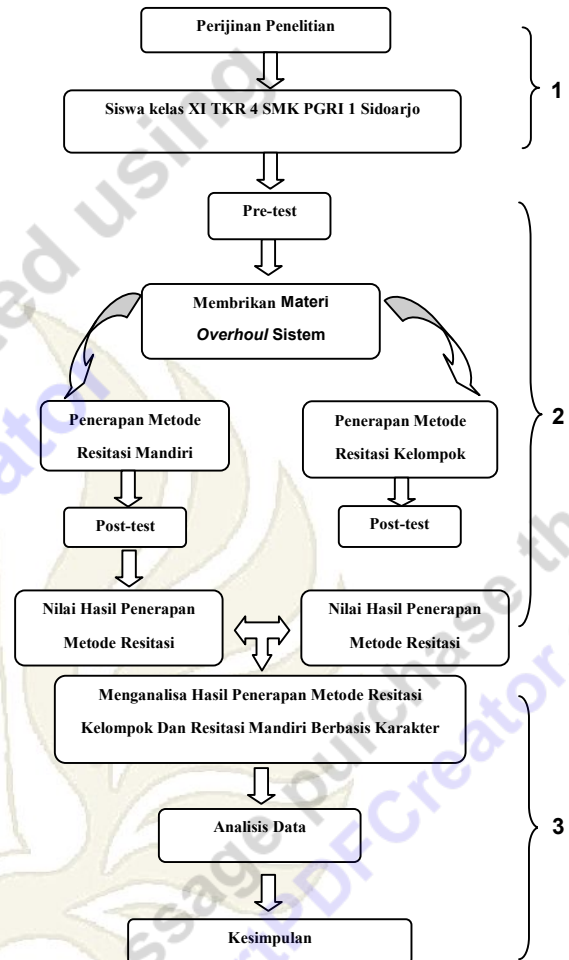 Perijinan Penelitian
1
Siswa kelas XI TKR 4 SMK PGRI 1 Sidoarjo
Pre-test
Membrikan Materi
Overhoul Sistem
2
Penerapan Metode
Resitasi Mandiri
Penerapan Metode
Resitasi Kelompok
Post-test
Post-test
Nilai Hasil Penerapan
Metode Resitasi
Nilai Hasil Penerapan
Metode Resitasi
Menganalisa Hasil Penerapan Metode Resitasi
Kelompok Dan Resitasi Mandiri Berbasis Karakter
3
Analisis Data
Kesimpulan
using
purchase